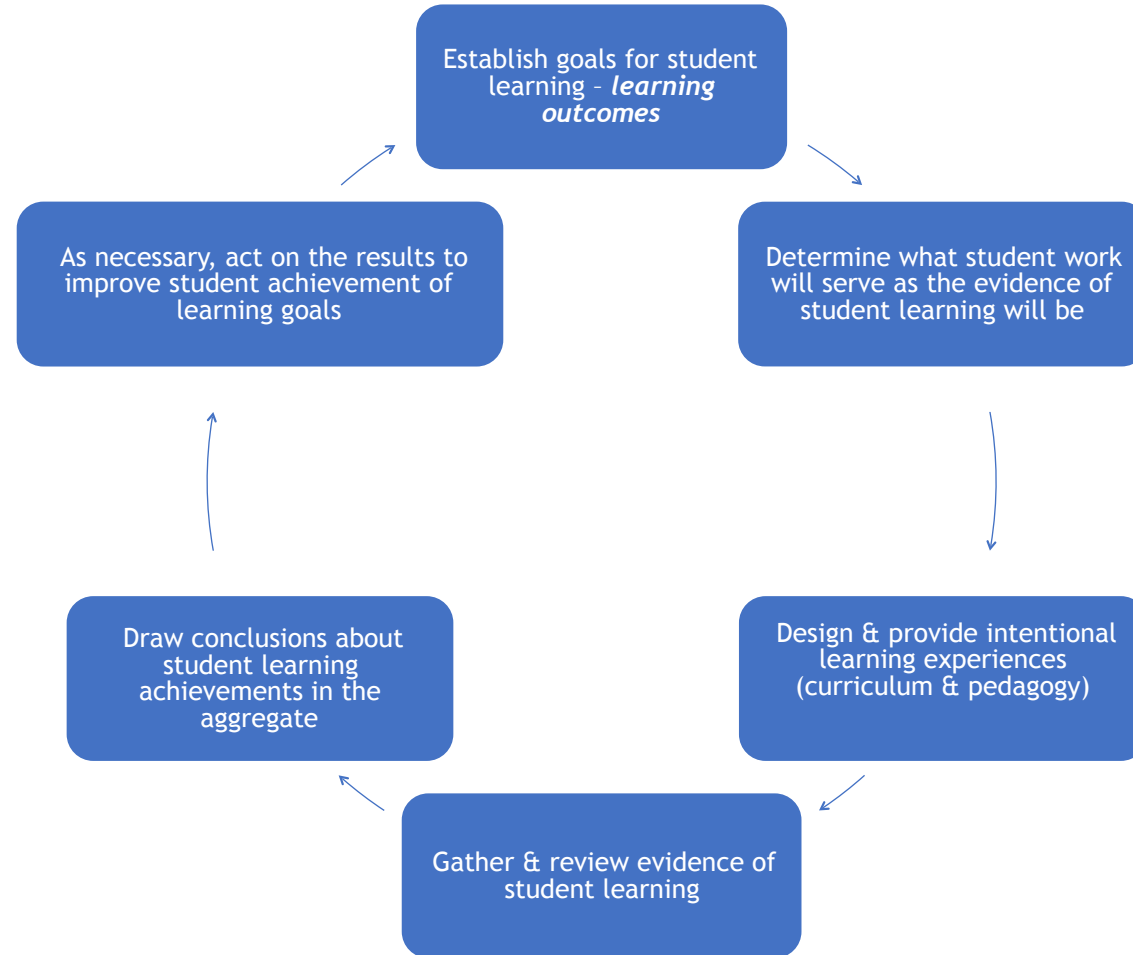 Establish goals for student
learning – learning
outcomes
Determine what student work
will serve as the evidence of
student learning will be
Design & provide intentional
learning experiences
(curriculum & pedagogy)
Gather & review evidence of
student learning
Draw conclusions about
student learning
achievements in the
aggregate
As necessary, act on the results to
improve student achievement of
learning goals